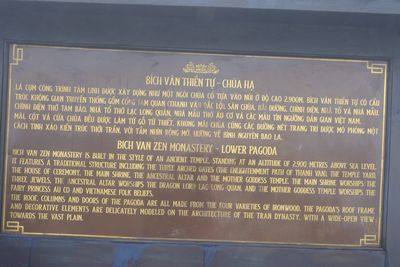 BÍCH VÂN THIỀN TỰ - CHÙA HẠ
LÀ CỤM CÔNG TRÌNH TÂM LINH ĐƯỢC XÂY DỰNG NHƯ MỘT NGÔI CHÙA CỔ TỰA VÀO NÚI Ở ĐỘ CAO 2.900M, BÍCH VÂN THIỀN TỰ CÓ CẤU
TRÚC KHÔNG GIAN TRUYỀN THỐNG GỒM CỔNG TAM QUAN (THANH VÂN ĐẮC LỘ), SÂN CHÙA, BÁI ĐƯỜNG, CHÍNH ĐIỆN, NHÀ TỔ VÀ NHÀ MẪU.
CHÍNH ĐIỆN THỜ TAM BẢO, NHÀ TỔ THỜ LẠC LONG QUÂN, NHÀ MẪU THỜ ÂU CƠ VÀ CÁC MẪU TÍN NGƯỠNG DÂN GIAN VIỆT NAM.
MÁI, CỘT VÀ CỬA CHÙA ĐỀU ĐƯỢC LÀM TỪ GỖ TỨ THIẾT, KHUNG MÁI CHÙA CÙNG CÁC ĐƯỜNG NÉT TRANG TRÍ ĐƯỢC MÔ PHỎNG MỘT
CÁCH TINH XẢO KIẾN TRÚC THỜI TRẦN, VỚI TẦM NHÌN RỘNG MỞ, HƯỚNG VỀ BÌNH NGUYÊN BAO LA.
BICH VAN ZEN MONASTERY - LOWER PAGODA
BICH VAN ZEN MONASTERY IS BUILT IN THE STYLE OF AN ANCIENT TEMPLE, STANDING AT AN ALTITUDE OF 2,900 METRES ABOVE SEA LEVEL.
IT FEATURES A TRADITIONAL STRUCTURE INCLUDING THE THREE ARCHED GATES (THE ENLIGHTENMENT PATH OF THANH VAN), THE TEMPLE YARD,
THE HOUSE OF CEREMONY, THE MAIN SHRINE, THE ANCESTRAL ALTAR AND THE MOTHER GODDESS TEMPLE. THE MAIN SHRINE WORSHIPS THE
THREE JEWELS, THE ANCESTRAL ALTAR WORSHIPS THE DRAGON LORD LAC LONG QUAN, AND THE MOTHER GODDESS TEMPLE WORSHIPS THE
FAIRY PRINCESS AU CO AND VIETNAMESE FOLK BELIEFS.
THE ROOF, COLUMNS AND DOORS OF THE PAGODA ARE ALL MADE FROM THE FOUR VARIETIES OF IRONWOOD. THE PAGODA'S ROOF FRAME
AND DECORATIVE ELEMENTS ARE DELICATELY MODELED ON THE ARCHITECTURE OF THE TRAN DYNASTY, WITH A WIDE-OPEN VIEW
TOWARDS THE VAST PLAIN.